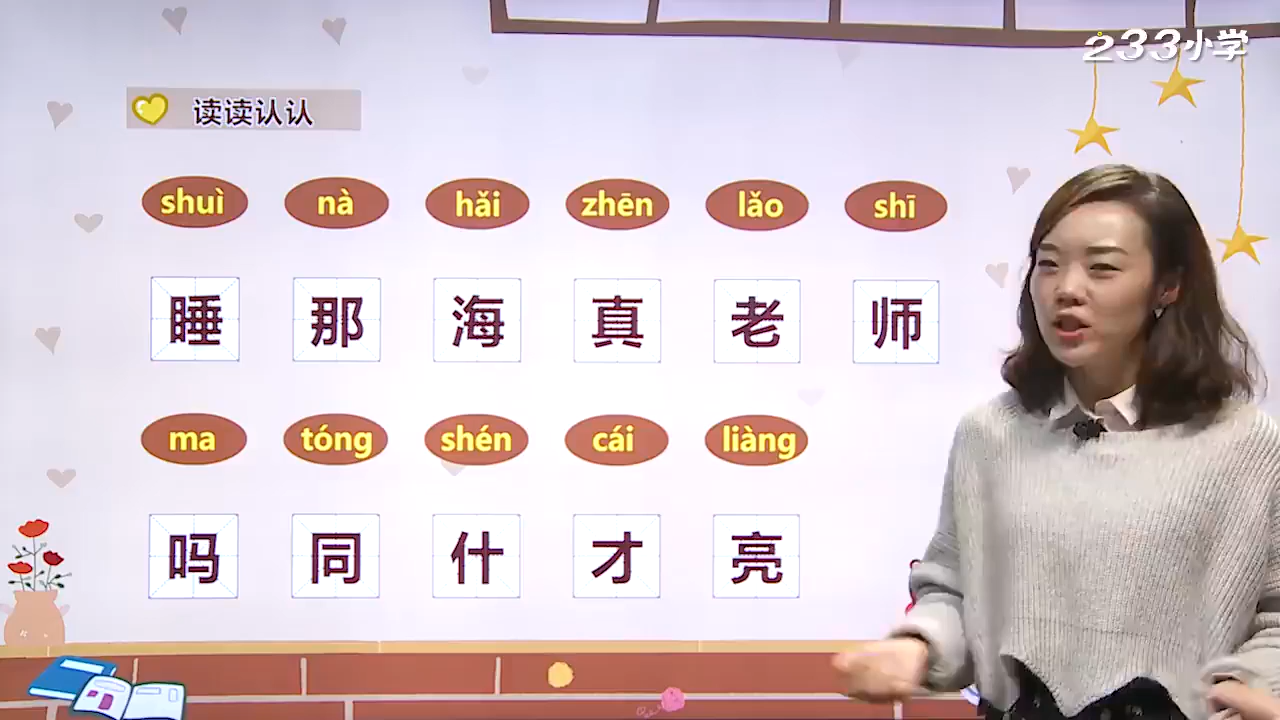 233小学
读读认认
shuì nà hǎi zhēn lǎo shī
睡 那 海 真 老 师
ma tóng shén cái liàng
吗 同 什 才 亮